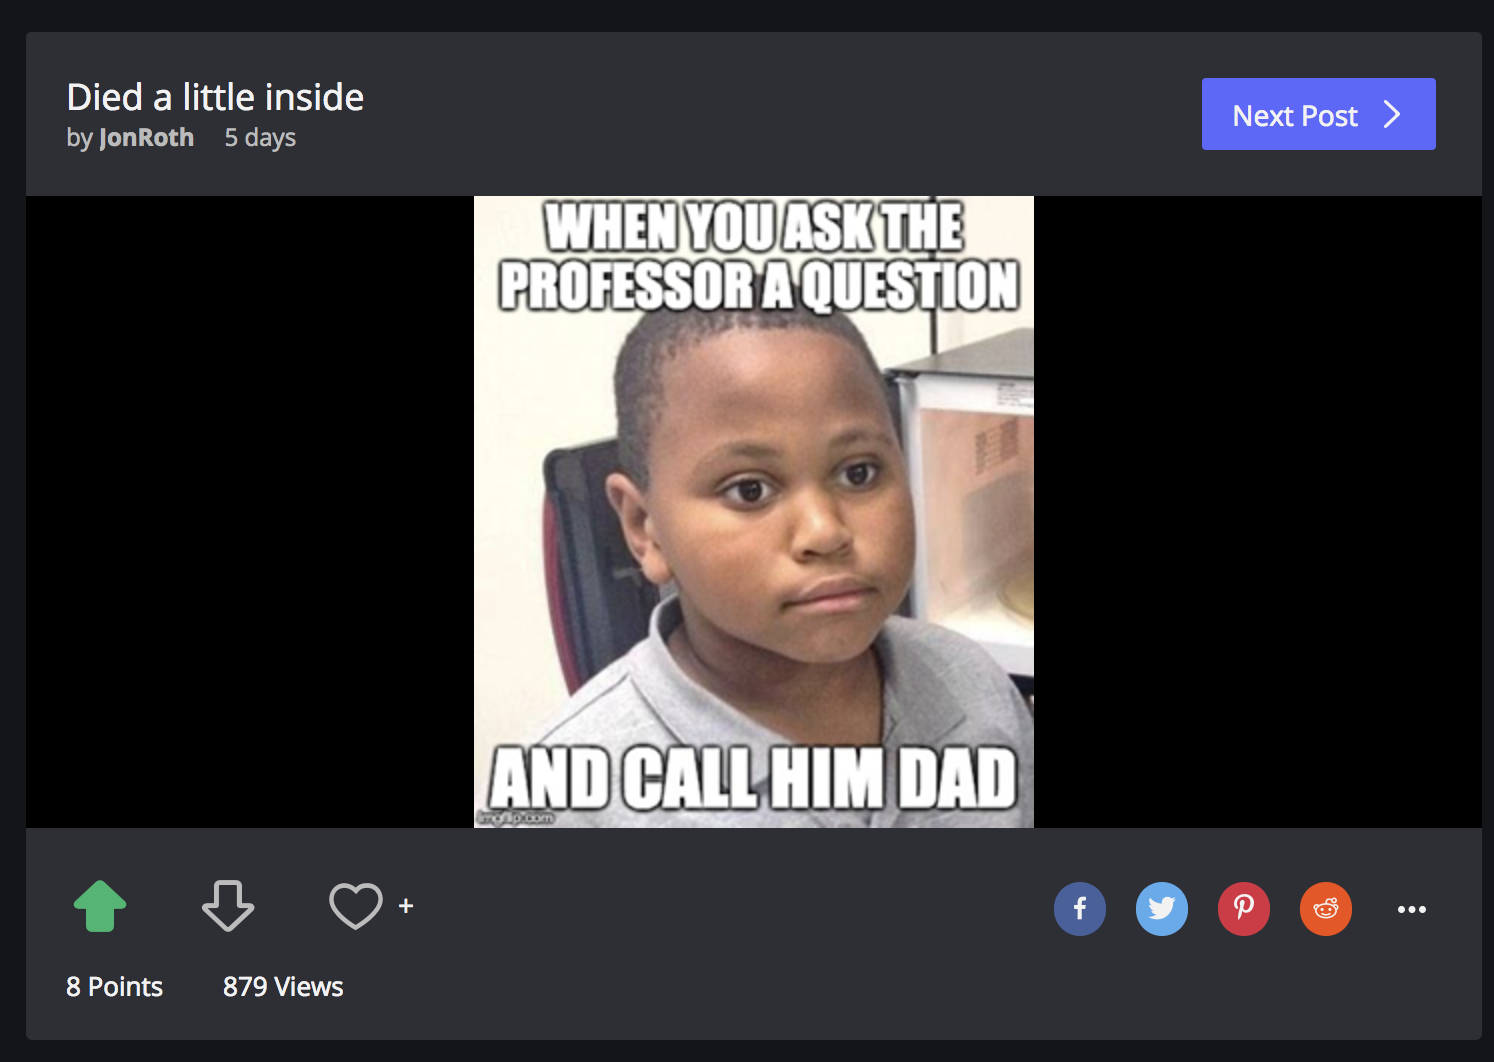 Died a little inside
by JonRoth 5 days
Next Post
WHEN YOU ASK THE
PROFESSOR A QUESTION
AND CALL HIM DAD
imgflip.com
+
8 Points 879 Views